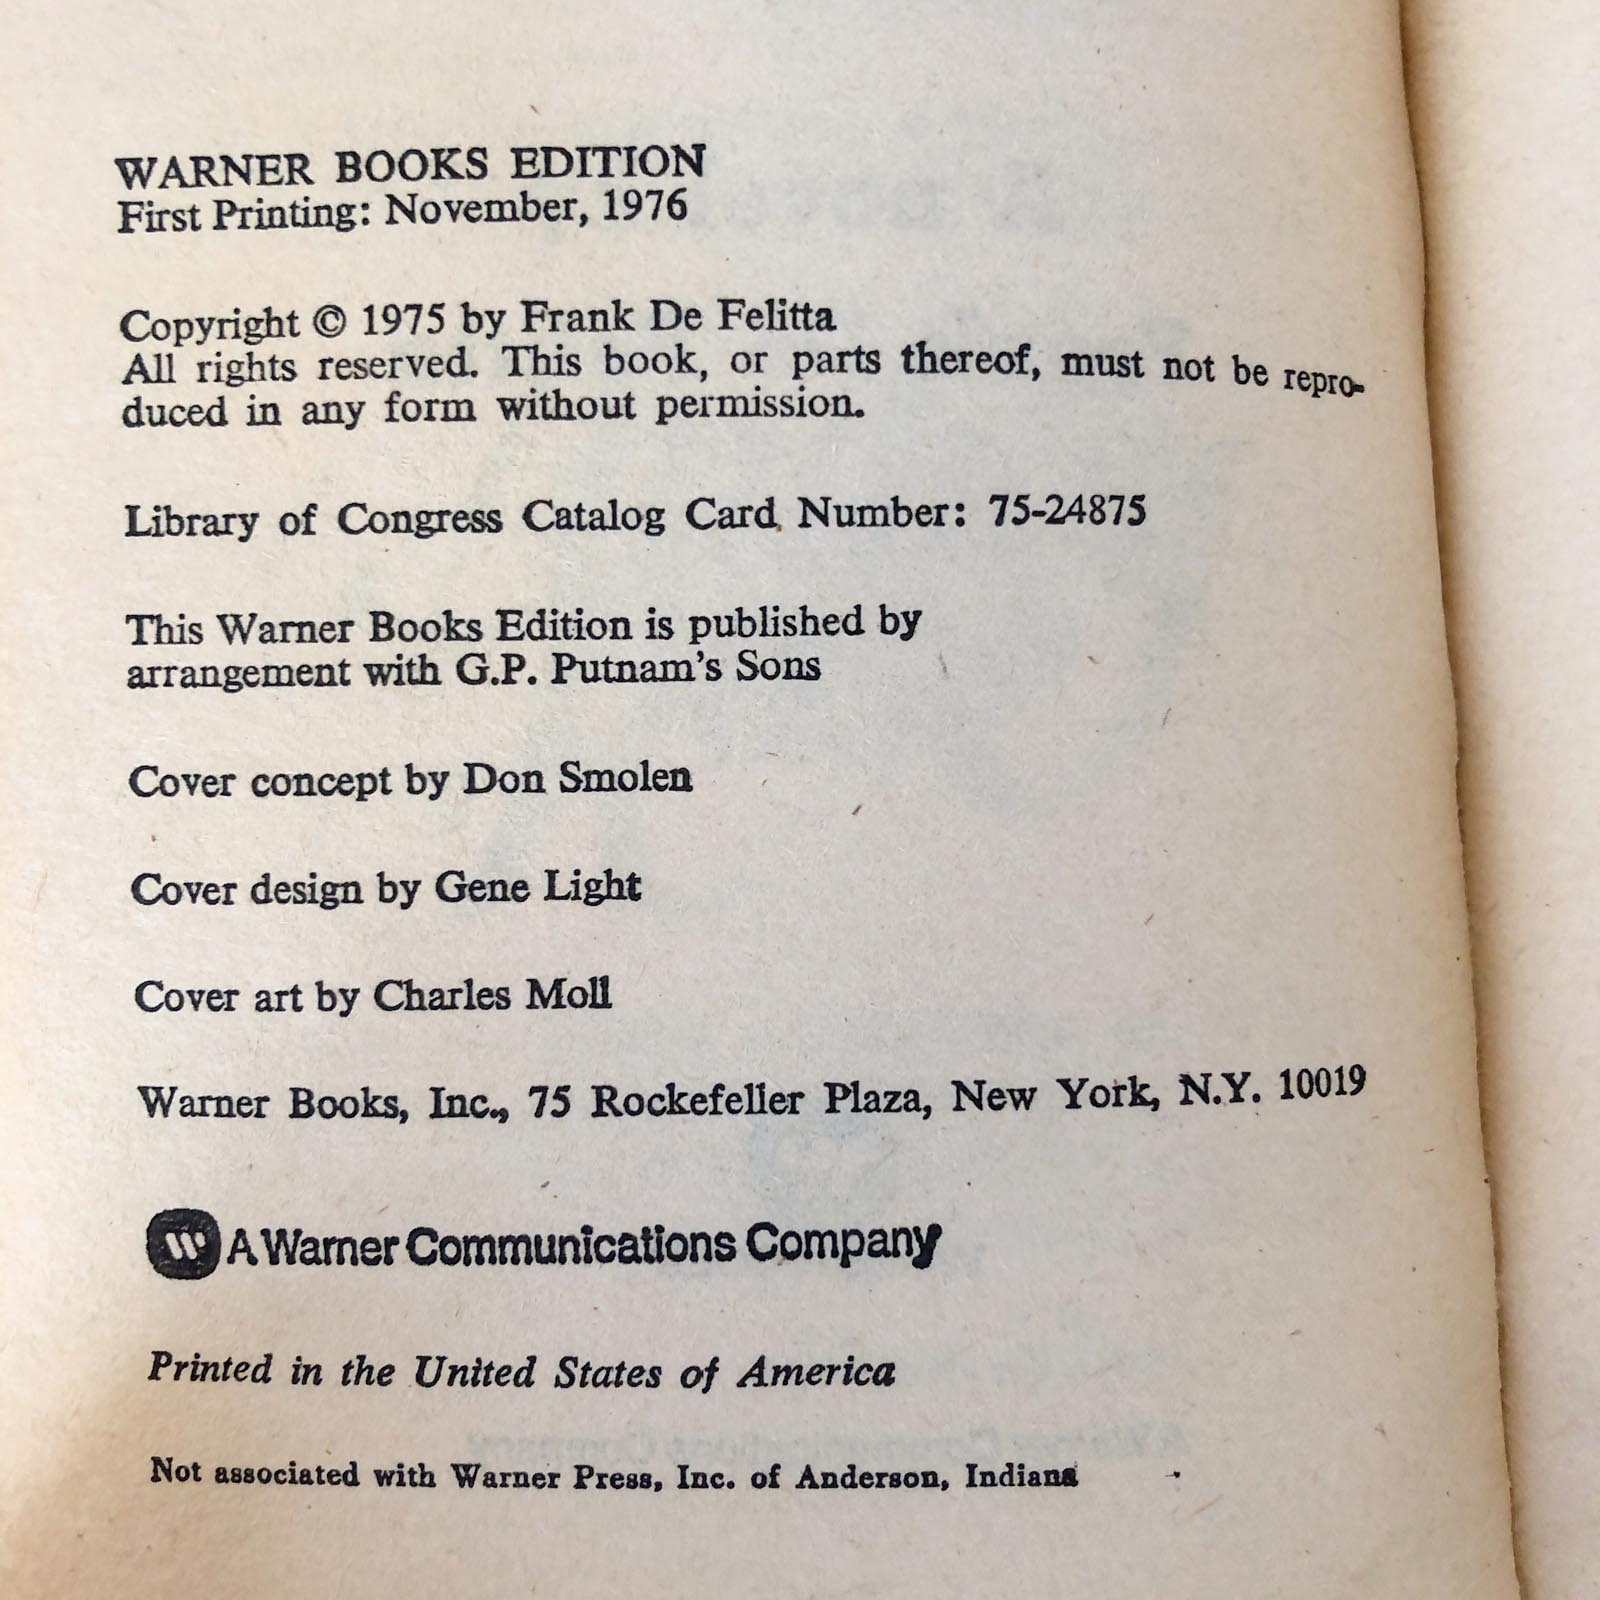 WARNER BOOKS EDITION
First Printing: November, 1976
Copyright © 1975 by Frank De Felitta
All rights reserved. This book, or parts thereof, must not be repro-
duced in any form without permission.
Library of Congress Catalog Card Number: 75-24875
This Warner Books Edition is published by
arrangement with G.P. Putnam's Sons
Cover concept by Don Smolen
Cover design by Gene Light
Cover art by Charles Moll
Warner Books, Inc., 75 Rockefeller Plaza, New York, N.Y. 10019
A Warner Communications Company
Printed in the United States of America
Not associated with Warner Press, Inc. of Anderson, Indiana